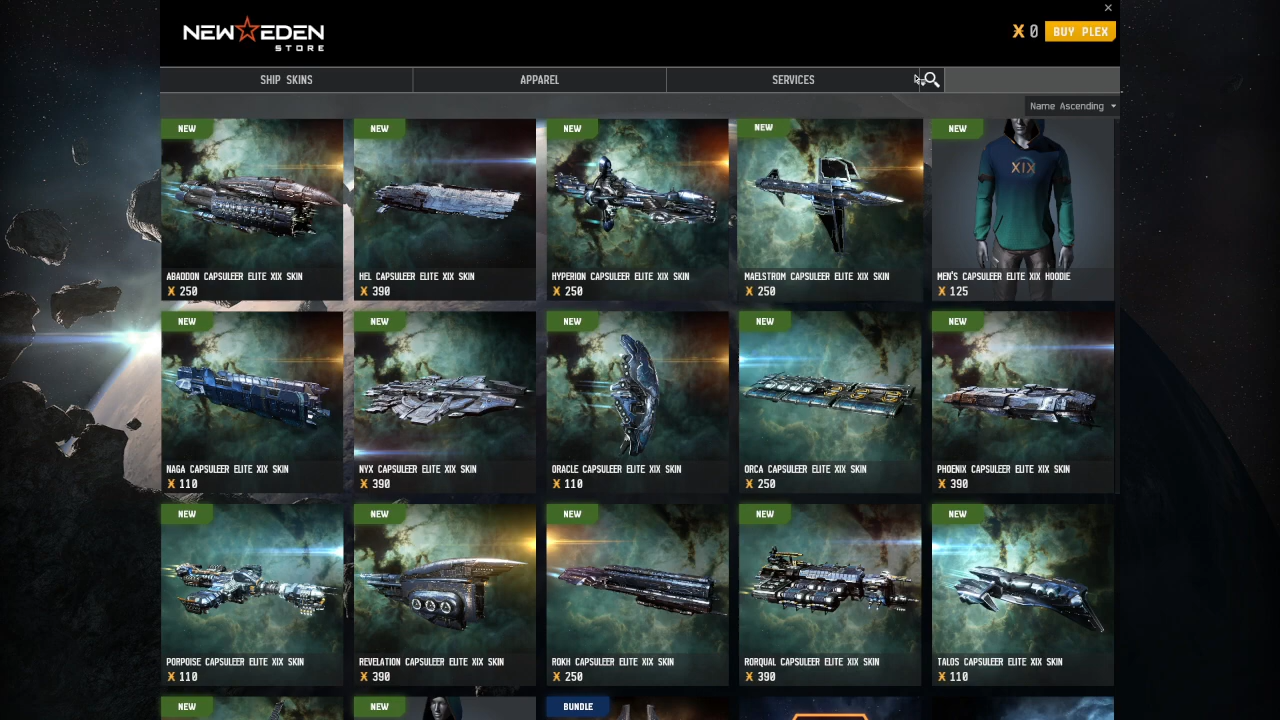 NEW EDEN
STORE
×
0
BUY PLEX
SHIP SKINS
APPAREL
SERVICES
Name Ascending
NEW
ABADDON CAPSULEER ELITE XIX SKIN
250
NEW
HEL CAPSULEER ELITE XIX SKIN
390
NEW
HYPERION CAPSULEER ELITE XIX SKIN
250
NEW
MAELSTROM CAPSULEER ELITE XIX SKIN
250
NEW
XIX
MEN'S CAPSULEER ELITE XIX HOODIE
125
NEW
NAGA CAPSULEER ELITE XIX SKIN
110
NEW
NYX CAPSULEER ELITE XIX SKIN
390
NEW
ORACLE CAPSULEER ELITE XIX SKIN
110
NEW
ORCA CAPSULEER ELITE XIX SKIN
250
NEW
PHOENIX CAPSULEER ELITE XIX SKIN
390
NEW
PORPOISE CAPSULEER ELITE XIX SKIN
110
NEW
REVELATION CAPSULEER ELITE XIX SKIN
390
NEW
ROKH CAPSULEER ELITE XIX SKIN
250
NEW
RORQUAL CAPSULEER ELITE XIX SKIN
390
NEW
TALOS CAPSULEER ELITE XIX SKIN
110
NEW
NEW
BUNDLE